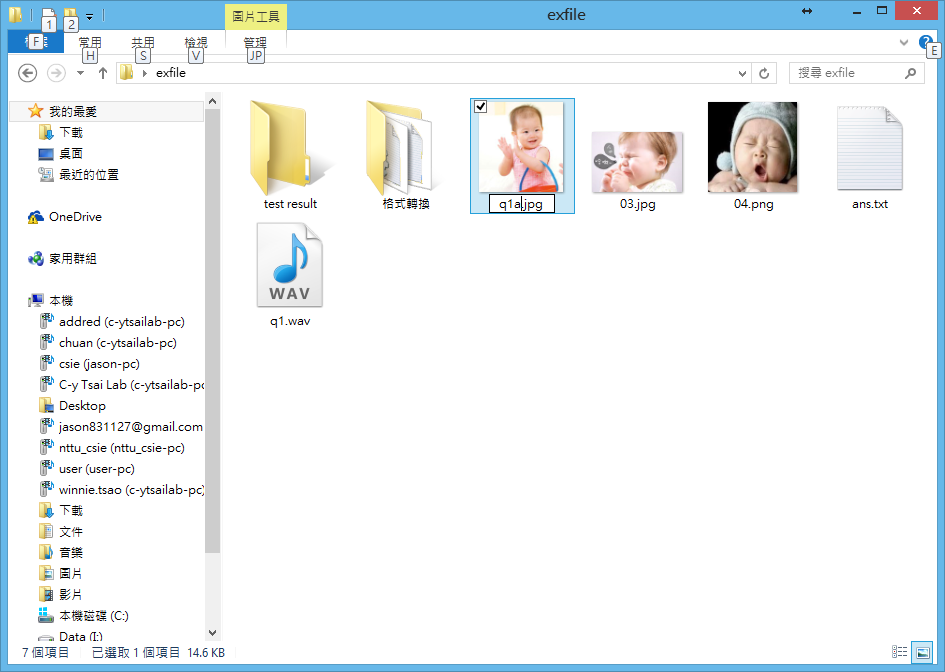 exfile
1
2
圖片工具
F
常用
共用
檢視
管理
H
S
V
JP
E
exfile
搜尋 exfile
我的最愛
下載
桌面
最近的位置
OneDrive
家用群組
本機
addred (c-ytsailab-pc)
chuan (c-ytsailab-pc)
csie (jason-pc)
C-y Tsai Lab (c-ytsailab-pc
Desktop
jason831127@gmail.com
nttu_csie (nttu_csie-pc)
user (user-pc)
winnie.tsao (c-ytsailab-pc)
下載
文件
音樂
圖片
影片
本機磁碟 (C:)
Data (I:)
test result
格式轉換
q1a.jpg
03.jpg
04.png
ans.txt
WAV
q1.wav
7 個項目
已選取 1 個項目 14.6 KB